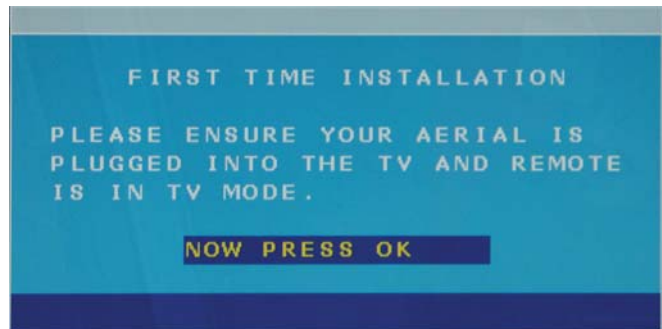 FIRST TIME INSTALLATION
PLEASE ENSURE YOUR AERIAL IS
PLUGGED INTO THE TV AND REMOTE
IS IN TV MODE.
NOW PRESS OK